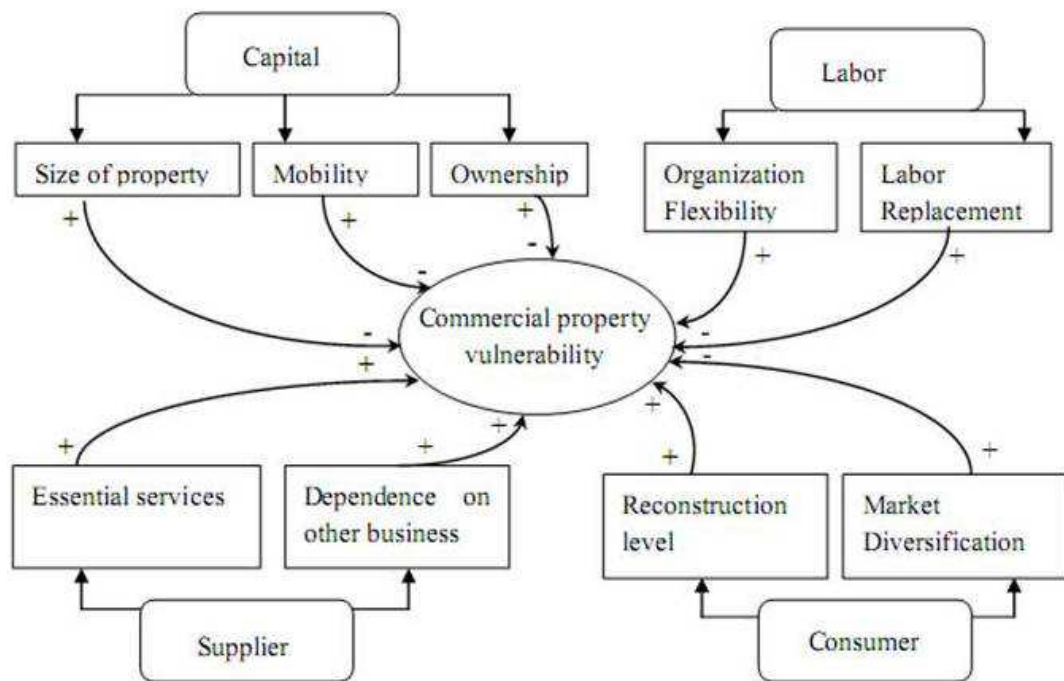 Capital
Labor
Size of property
Mobility
Ownership
Organization
Flexibility
Labor
Replacement
+
+
+
+
+
-
-
Commercial property
vulnerability
-
-
-
+
+
+
+
+
+
+
+
Essential services
Dependence on
other business
Reconstruction
level
Market
Diversification
Supplier
Consumer